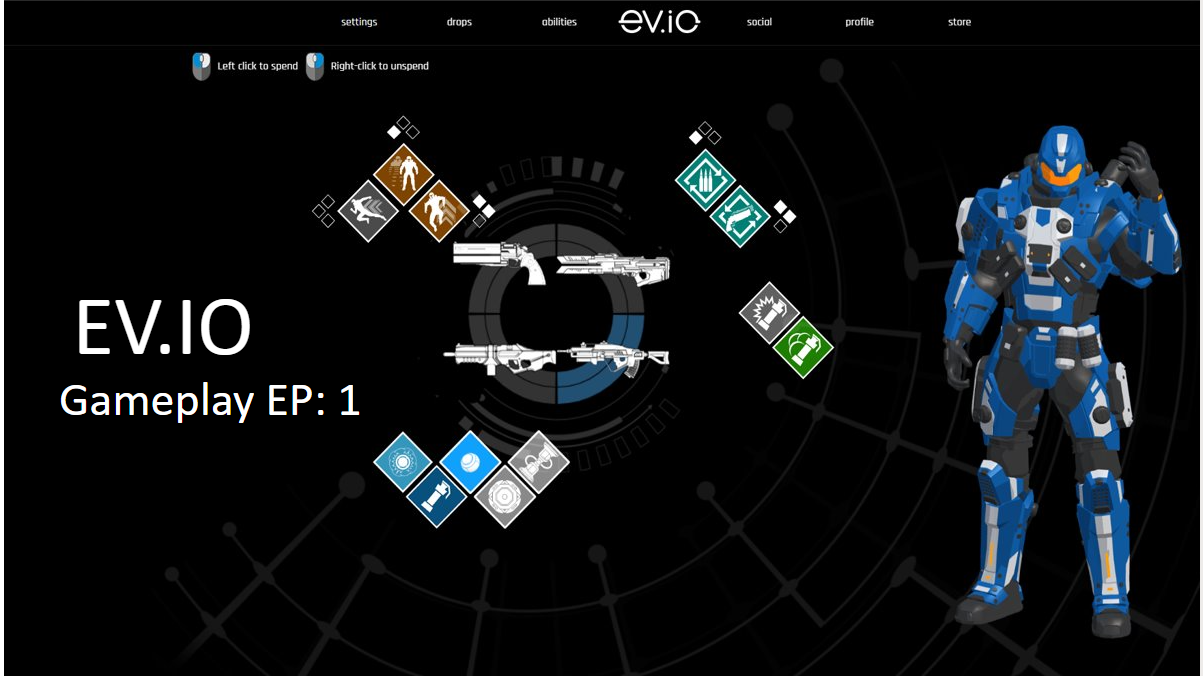 settings drops abilities ev.io social profile store
Left click to spend Right-click to unspend
EV.IO
Gameplay EP: 1